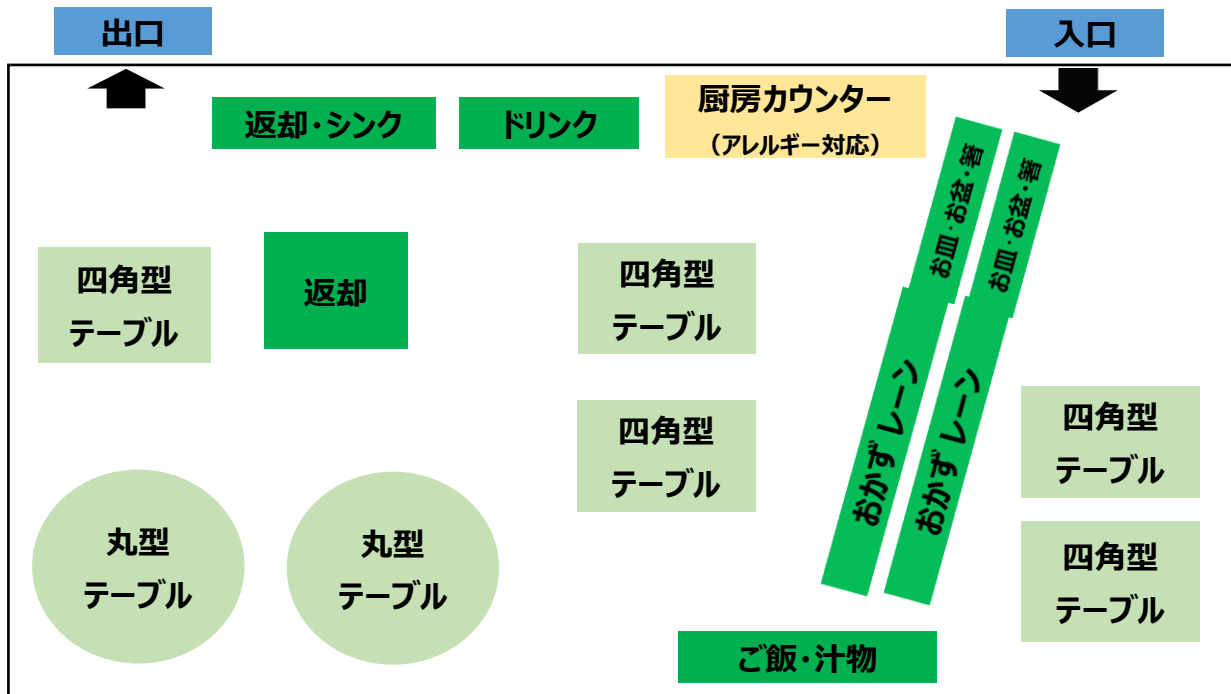 出口
入口
返却・シンク
ドリンク
厨房カウンター
（アレルギー対応）
お皿・お盆・箸
お皿・お盆・箸
四角型
テーブル
返却
四角型
テーブル
おかず レーン
おかず レーン
四角型
テーブル
四角型
テーブル
丸型
テーブル
丸型
テーブル
四角型
テーブル
ご飯・汁物